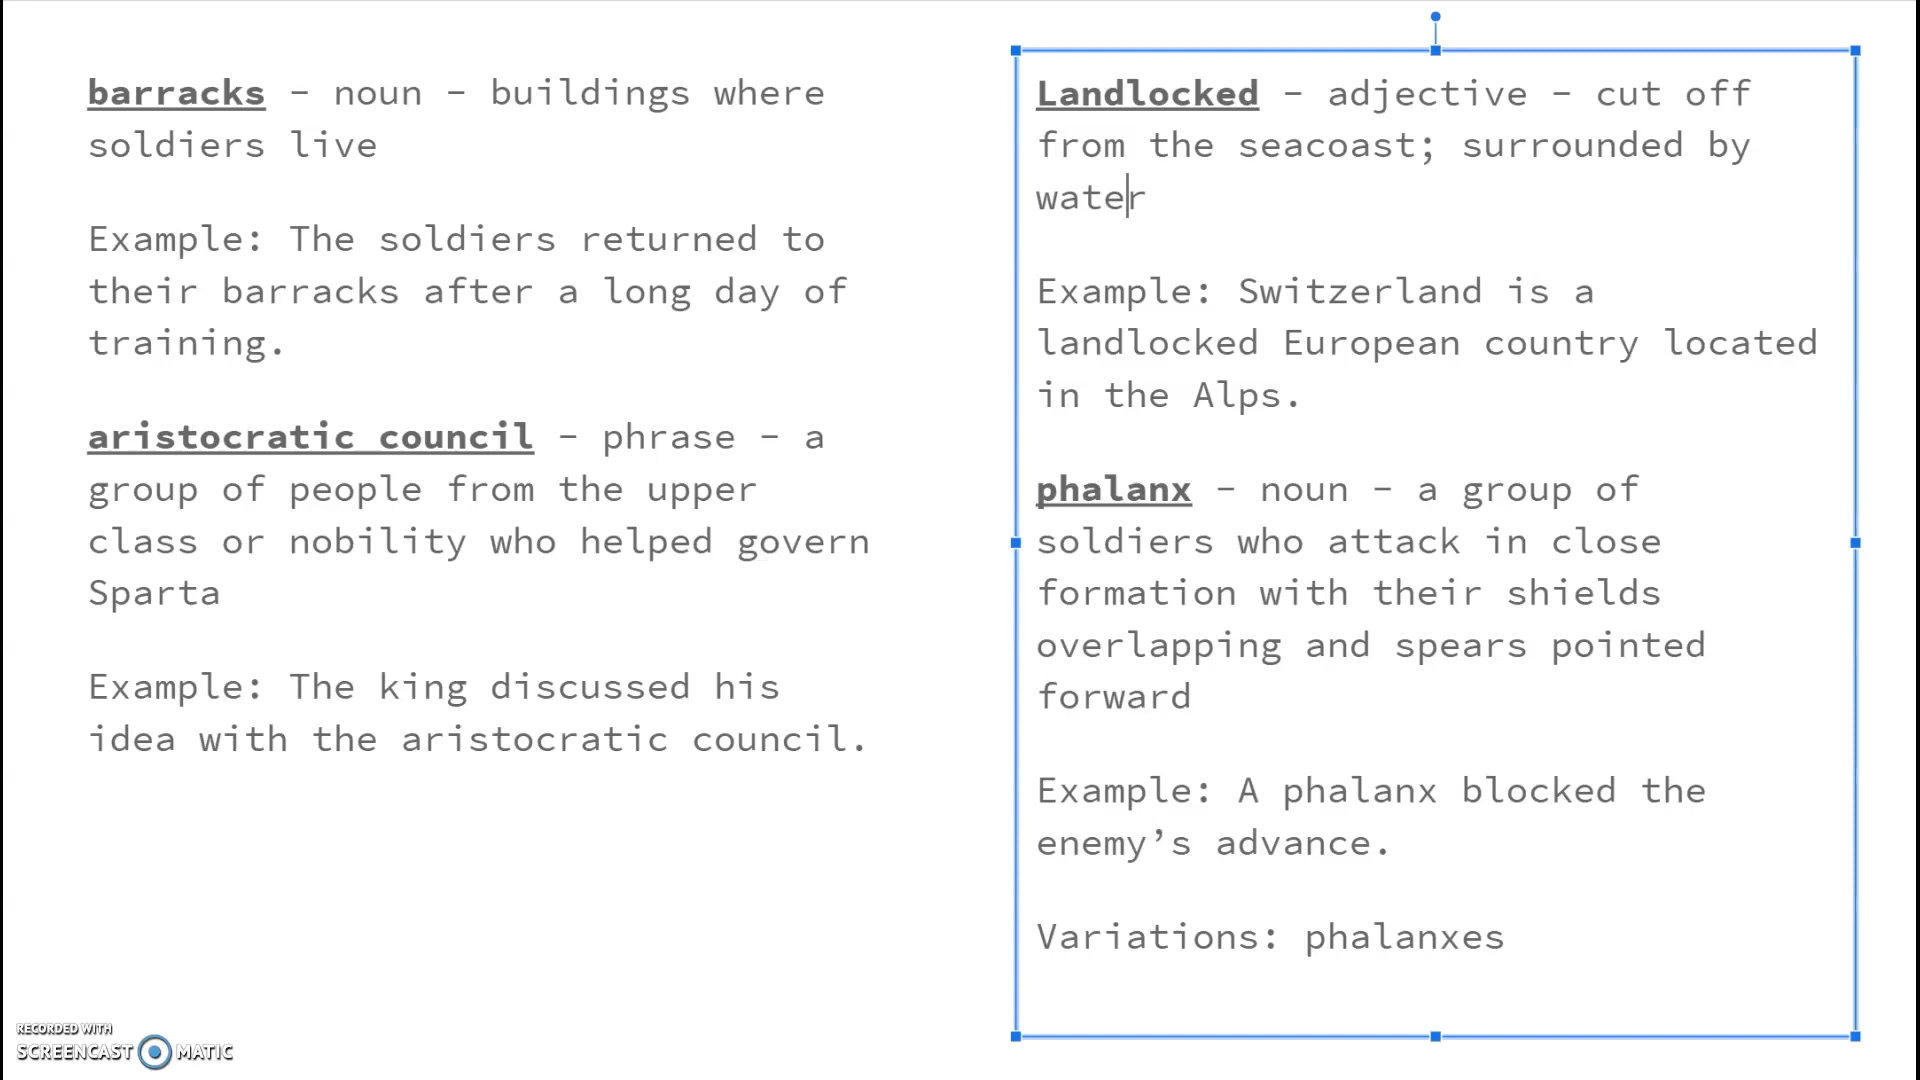 barracks – noun – buildings where
soldiers live
Example: The soldiers returned to
their barracks after a long day of
training.
aristocratic council – phrase – a
group of people from the upper
class or nobility who helped govern
Sparta
Example: The king discussed his
idea with the aristocratic council.
Landlocked – adjective – cut off
from the seacoast; surrounded by
water
Example: Switzerland is a
landlocked European country located
in the Alps.
phalanx – noun – a group of
soldiers who attack in close
formation with their shields
overlapping and spears pointed
forward
Example: A phalanx blocked the
enemy’s advance.
Variations: phalanxes
RECORDED WITH
SCREENCAST MATIC